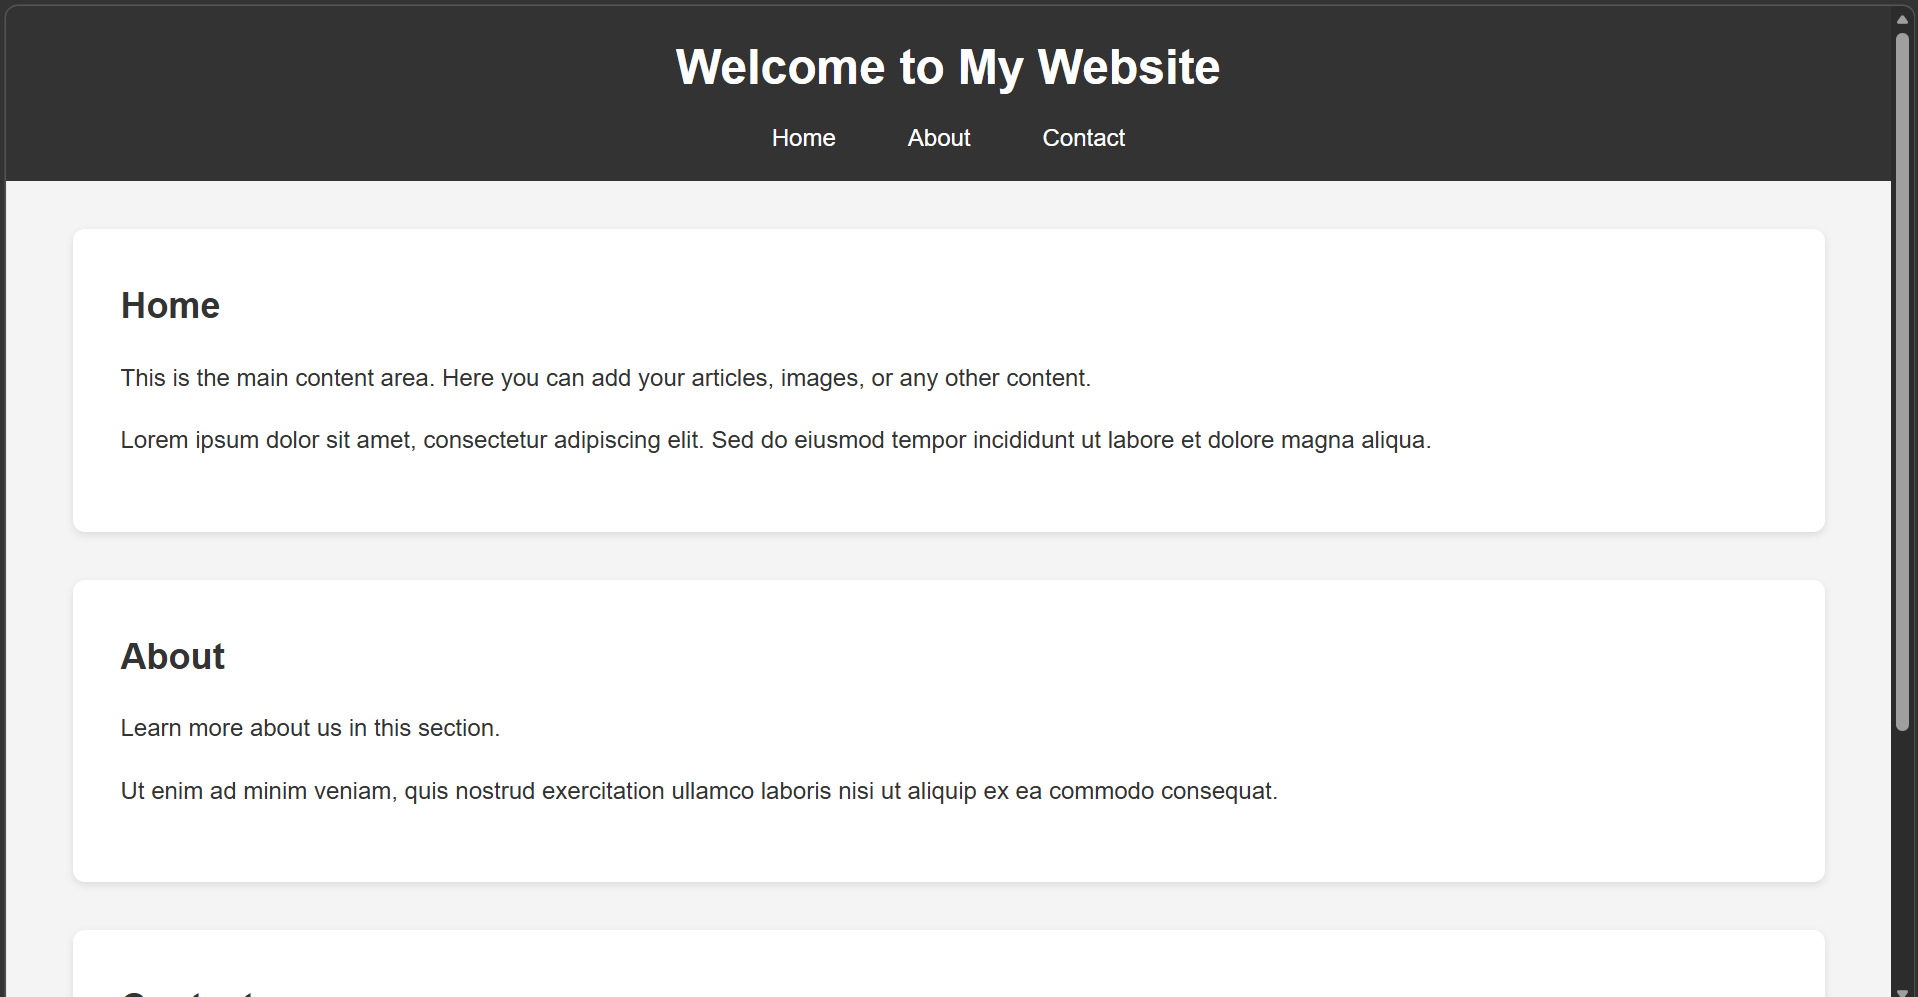 Welcome to My Website
Home About Contact
Home
This is the main content area. Here you can add your articles, images, or any other content.
Lorem ipsum dolor sit amet, consectetur adipiscing elit. Sed do eiusmod tempor incididunt ut labore et dolore magna aliqua.
About
Learn more about us in this section.
Ut enim ad minim veniam, quis nostrud exercitation ullamco laboris nisi ut aliquip ex ea commodo consequat.